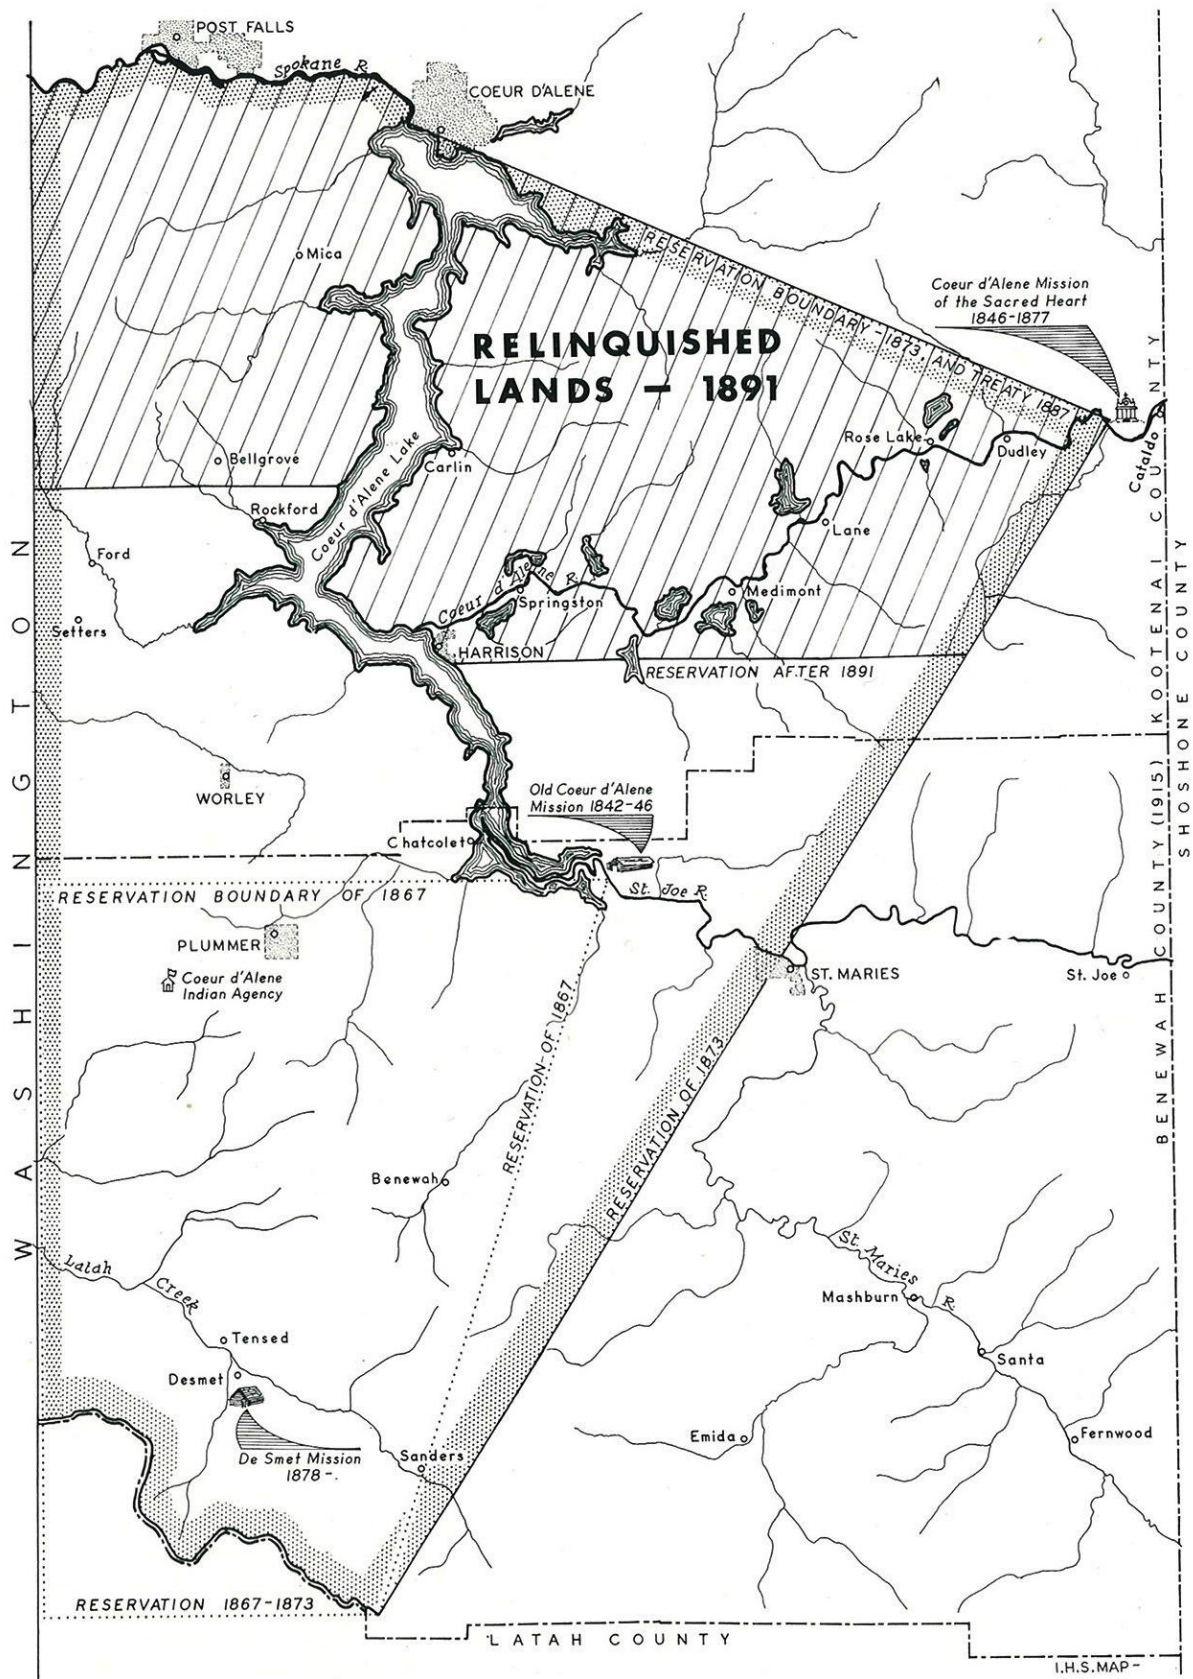 POST FALLS
Spokane R.
COEUR D'ALENE
Mica
RESERVATION BOUNDARY - 1873, AND TREATY 1887
Coeur d'Alene Mission
of the Sacred Heart
1846-1877
RELINQUISHED
LANDS — 1891
Coeur d'Alene Lake
Carlin
Bellgrove
Rockford
Rose Lake
Dudley
Cataldo
Lane
Ford
Setters
Coeur d'Alene R.
Springston
Medimont
HARRISON
RESERVATION AFTER 1891
WORLEY
Old Coeur d'Alene
Mission 1842-46
Chatcolet
RESERVATION BOUNDARY OF 1867
St. Joe R.
PLUMMER
Coeur d'Alene
Indian Agency
ST. MARIES
St. Joe
RESERVATION OF 1867
RESERVATION OF 1873
Benewah
Latah Creek
St. Maries R.
Mashburn
Tensed
Desmet
Santa
De Smet Mission
1878-.
Sanders
Emida
Fernwood
RESERVATION 1867-1873
LATAH COUNTY
WASHINGTON
BENEWAH COUNTY (1915) KOOTENAI COUNTY
SHOSHONE COUNTY
I.H.S. MAP-